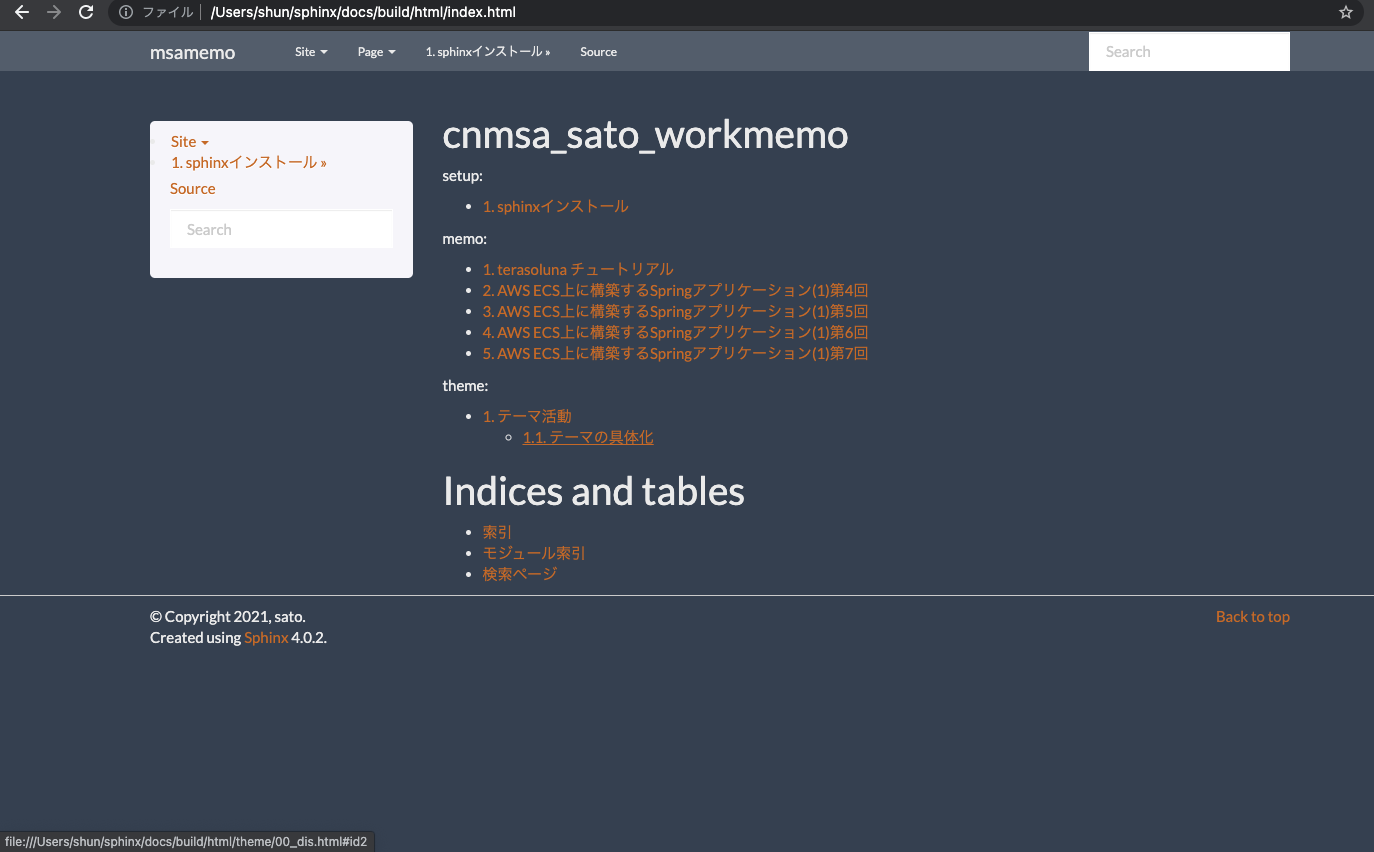 ファイル /Users/shun/sphinx/docs/build/html/index.html
msamemo Site Page 1. sphinxインストール » Source Search
Site
1. sphinxインストール »
Source
Search
cnmsa_sato_workmemo
setup:
1. sphinxインストール
memo:
1. terasoluna チュートリアル
2. AWS ECS上に構築するSpringアプリケーション(1)第4回
3. AWS ECS上に構築するSpringアプリケーション(1)第5回
4. AWS ECS上に構築するSpringアプリケーション(1)第6回
5. AWS ECS上に構築するSpringアプリケーション(1)第7回
theme:
1. テーマ活動
1.1. テーマの具体化
Indices and tables
索引
モジュール索引
検索ページ
© Copyright 2021, sato. Back to top
Created using Sphinx 4.0.2.
file:///Users/shun/sphinx/docs/build/html/theme/00_dis.html#id2